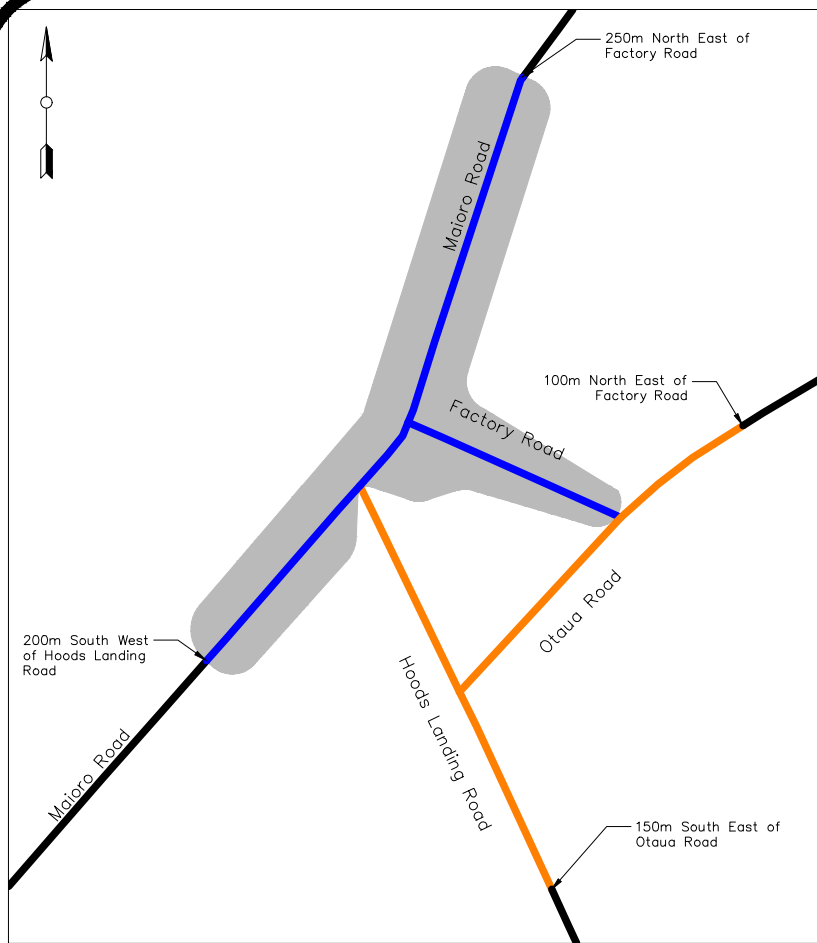 250m North East of
Factory Road
Maioro Road
100m North East of
Factory Road
Factory Road
Otaua Road
200m South West
of Hoods Landing
Road
Hoods Landing Road
Maioro Road
150m South East of
Otaua Road